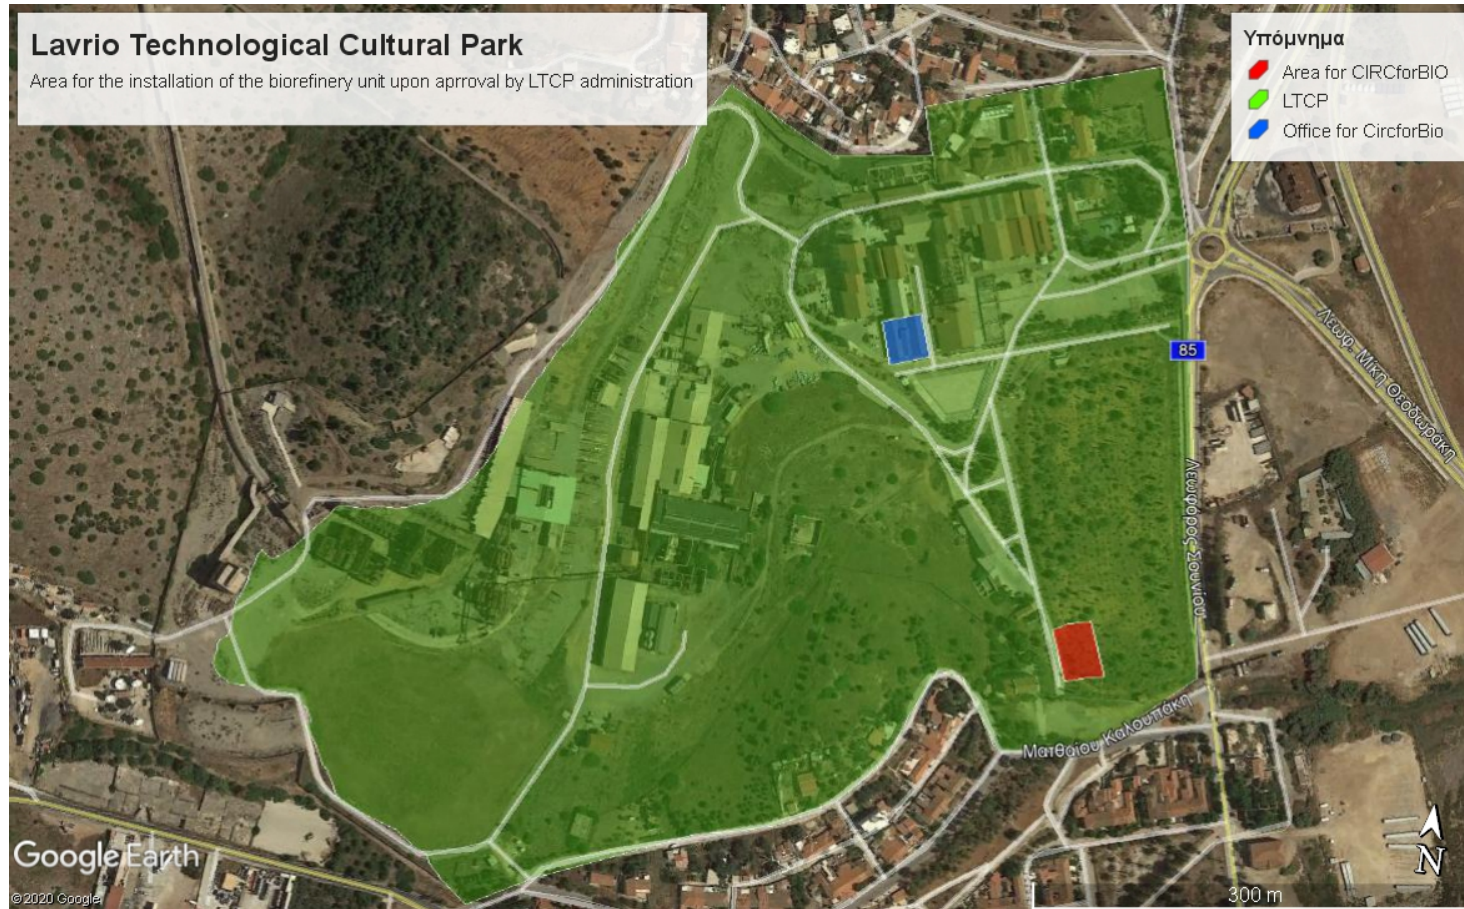 Lavrio Technological Cultural Park
Area for the installation of the biorefinery unit upon aprroval by LTCP administration
Υπόμνημα
Area for CIRCforBIO
LTCP
Office for CircforBio
85
Λεωφ. Μίκη Θεοδωράκη
Λεωφόρος Σουνίου
Ματθαίου Καλουπάκη
Google Earth
©2020 Google
N
300 m